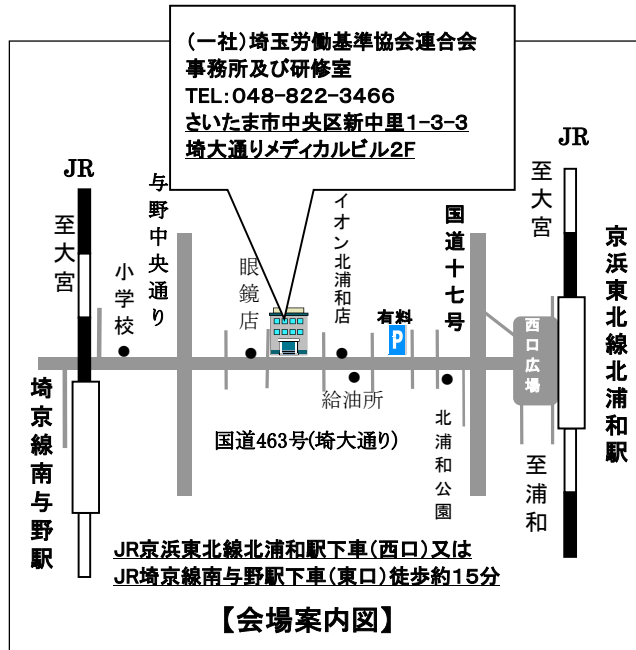 (一社)埼玉労働基準協会連合会
事務所及び研修室
TEL:048-822-3466
さいたま市中央区新中里1-3-3
埼大通りメディカルビル2F
JR
至大宮
小学校
与野中央通り
眼鏡店
イオン北浦和店
有料
P
国道十七号
JR
至大宮
京浜東北線北浦和駅
西口広場
埼京線南与野駅
給油所
国道463号(埼大通り)
北浦和公園
至浦和
JR京浜東北線北浦和駅下車(西口)又は
JR埼京線南与野駅下車(東口)徒歩約15分
【会場案内図】